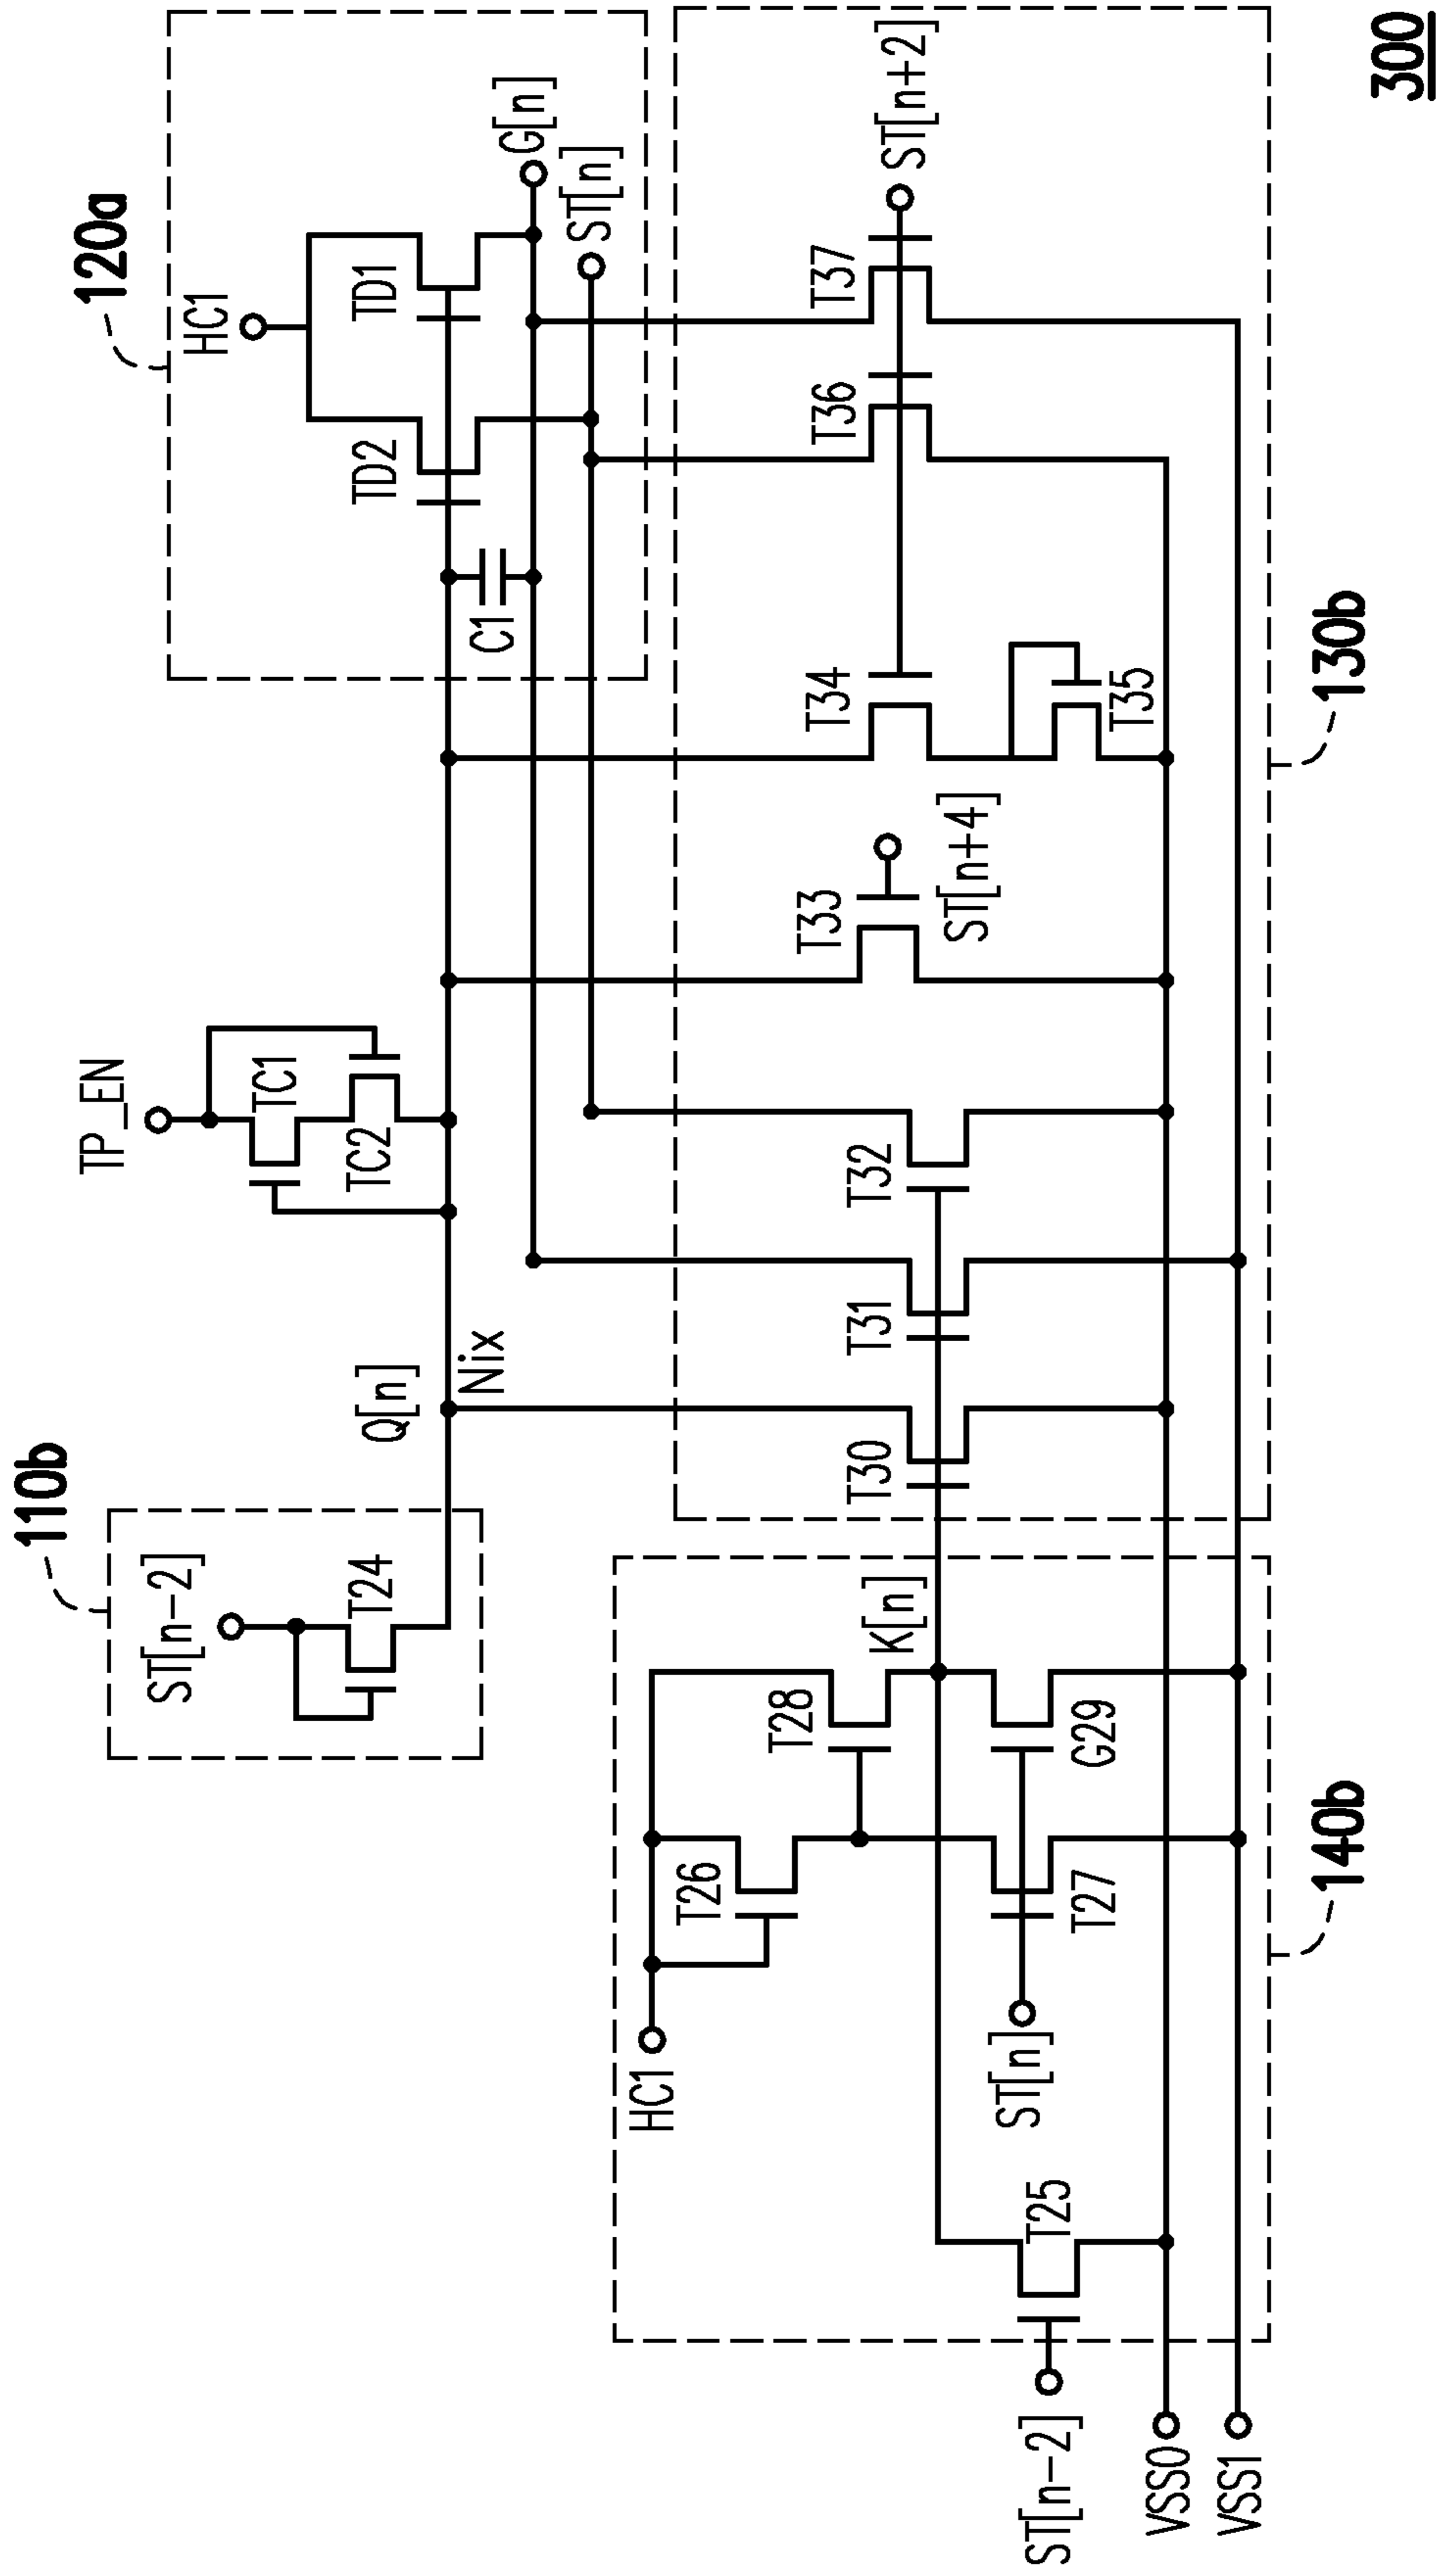 300
120a
HC1
TD2
TD1
G[n]
ST[n]
C1
TP_EN
TC1
TC2
110b
ST[n-2]
T24
Q[n]
Nix
130b
T30
T31
T32
T33
ST[n+4]
T34
T35
T36
T37
ST[n+2]
140b
HC1
T26
T28
K[n]
ST[n]
T27
G29
T25
ST[n-2]
VSS0
VSS1